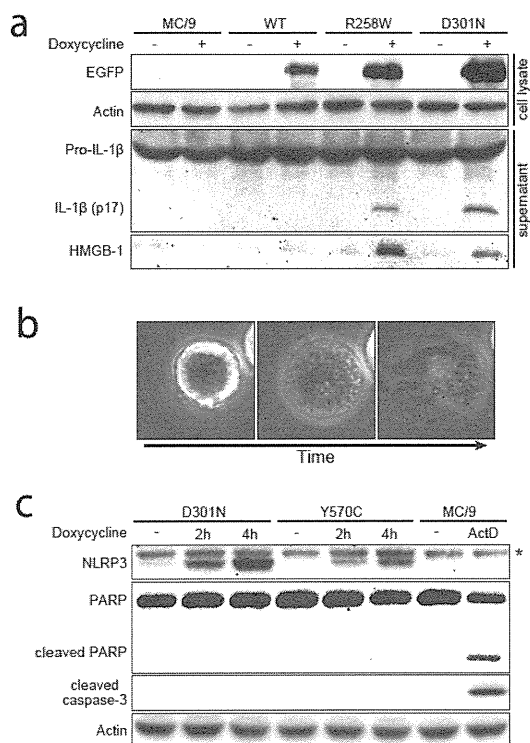 a
MC/9 WT R258W D301N
Doxycycline - + - + - + - +
EGFP
Actin
cell lysate
Pro-IL-1β
IL-1β (p17)
HMGB-1
supernatant
b
Time
c
D301N Y570C MC/9
Doxycycline - 2h 4h - 2h 4h - ActD
NLRP3 *
PARP
cleaved PARP
cleaved
caspase-3
Actin